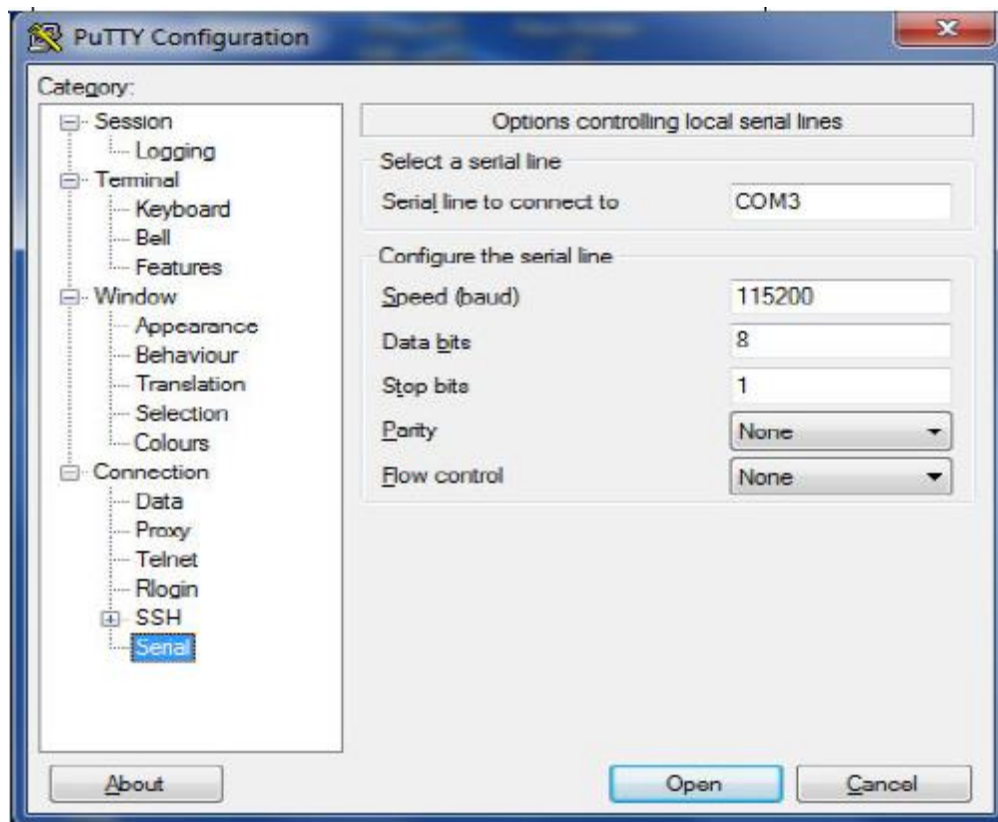 PuTTY Configuration
Category:
Session
Logging
Terminal
Keyboard
Bell
Features
Window
Appearance
Behaviour
Translation
Selection
Colours
Connection
Data
Proxy
Telnet
Rlogin
SSH
Serial
Options controlling local serial lines
Select a serial line
Serial line to connect to COM3
Configure the serial line
Speed (baud) 115200
Data bits 8
Stop bits 1
Parity None
Flow control None
About Open Cancel